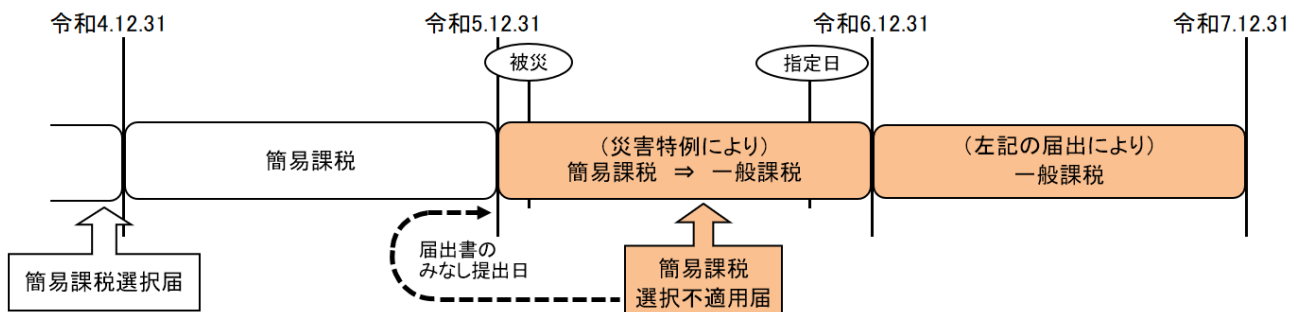 令和4.12.31
令和5.12.31
令和6.12.31
令和7.12.31
被災
指定日
簡易課税
(災害特例により)
簡易課税 ⇒ 一般課税
(左記の届出により)
一般課税
簡易課税選択届
届出書の
みなし提出日
簡易課税
選択不適用届